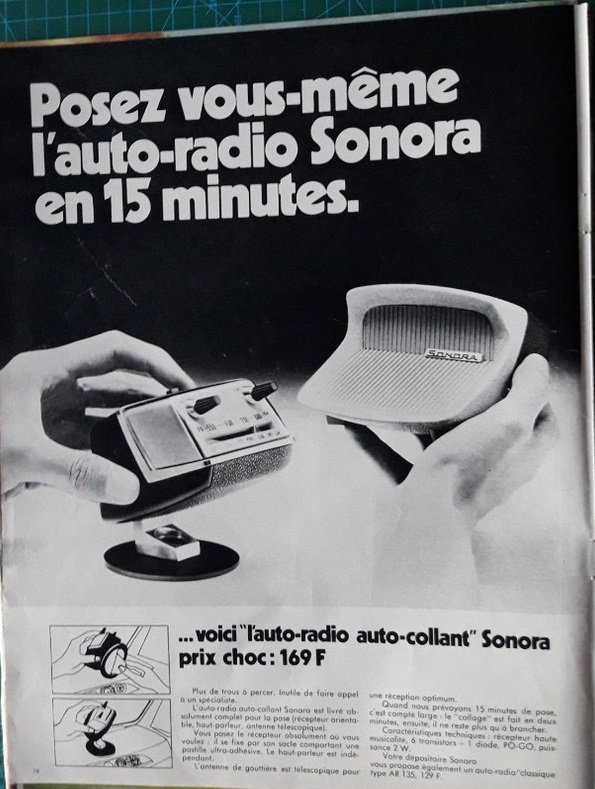 Posez vous-même
l'auto-radio Sonora
en 15 minutes.
SONORA
...voici "l'auto-radio auto-collant" Sonora
prix choc : 169 F
Plus de trous à percer. Inutile de faire appel
à un spécialiste.
L'auto-radio auto-collant Sonora est livré ab-
solument complet pour la pose (récepteur orienta-
ble, haut-parleur, antenne télescopique).
Vous posez le récepteur absolument où vous
voulez : il se fixe par son socle comportant une
pastille ultra-adhésive. Le haut-parleur est indé-
pendant.
L'antenne de gouttière est télescopique pour
une réception optimum.
Quand nous prévoyons 15 minutes de pose,
c'est compté large : le "collage" est fait en deux
minutes, ensuite, il ne reste plus qu'à brancher.
Caractéristiques techniques : récepteur haute
musicalité, 6 transistors + 1 diode, PO-GO, puis-
sance 2 W.
Votre dépositaire Sonora
vous propose également un auto-radio "classique
type AR 135, 129 F.
18